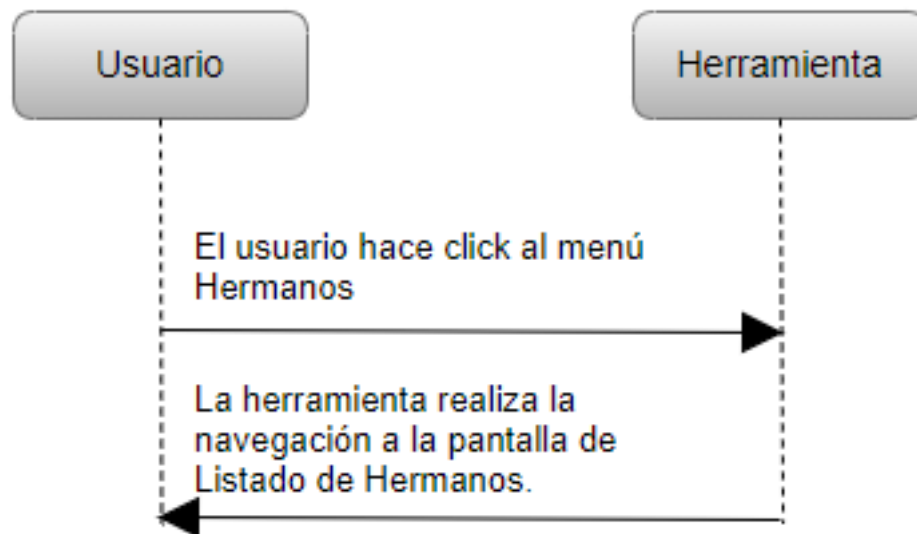 Usuario
Herramienta
El usuario hace click al menú
Hermanos
La herramienta realiza la
navegación a la pantalla de
Listado de Hermanos.